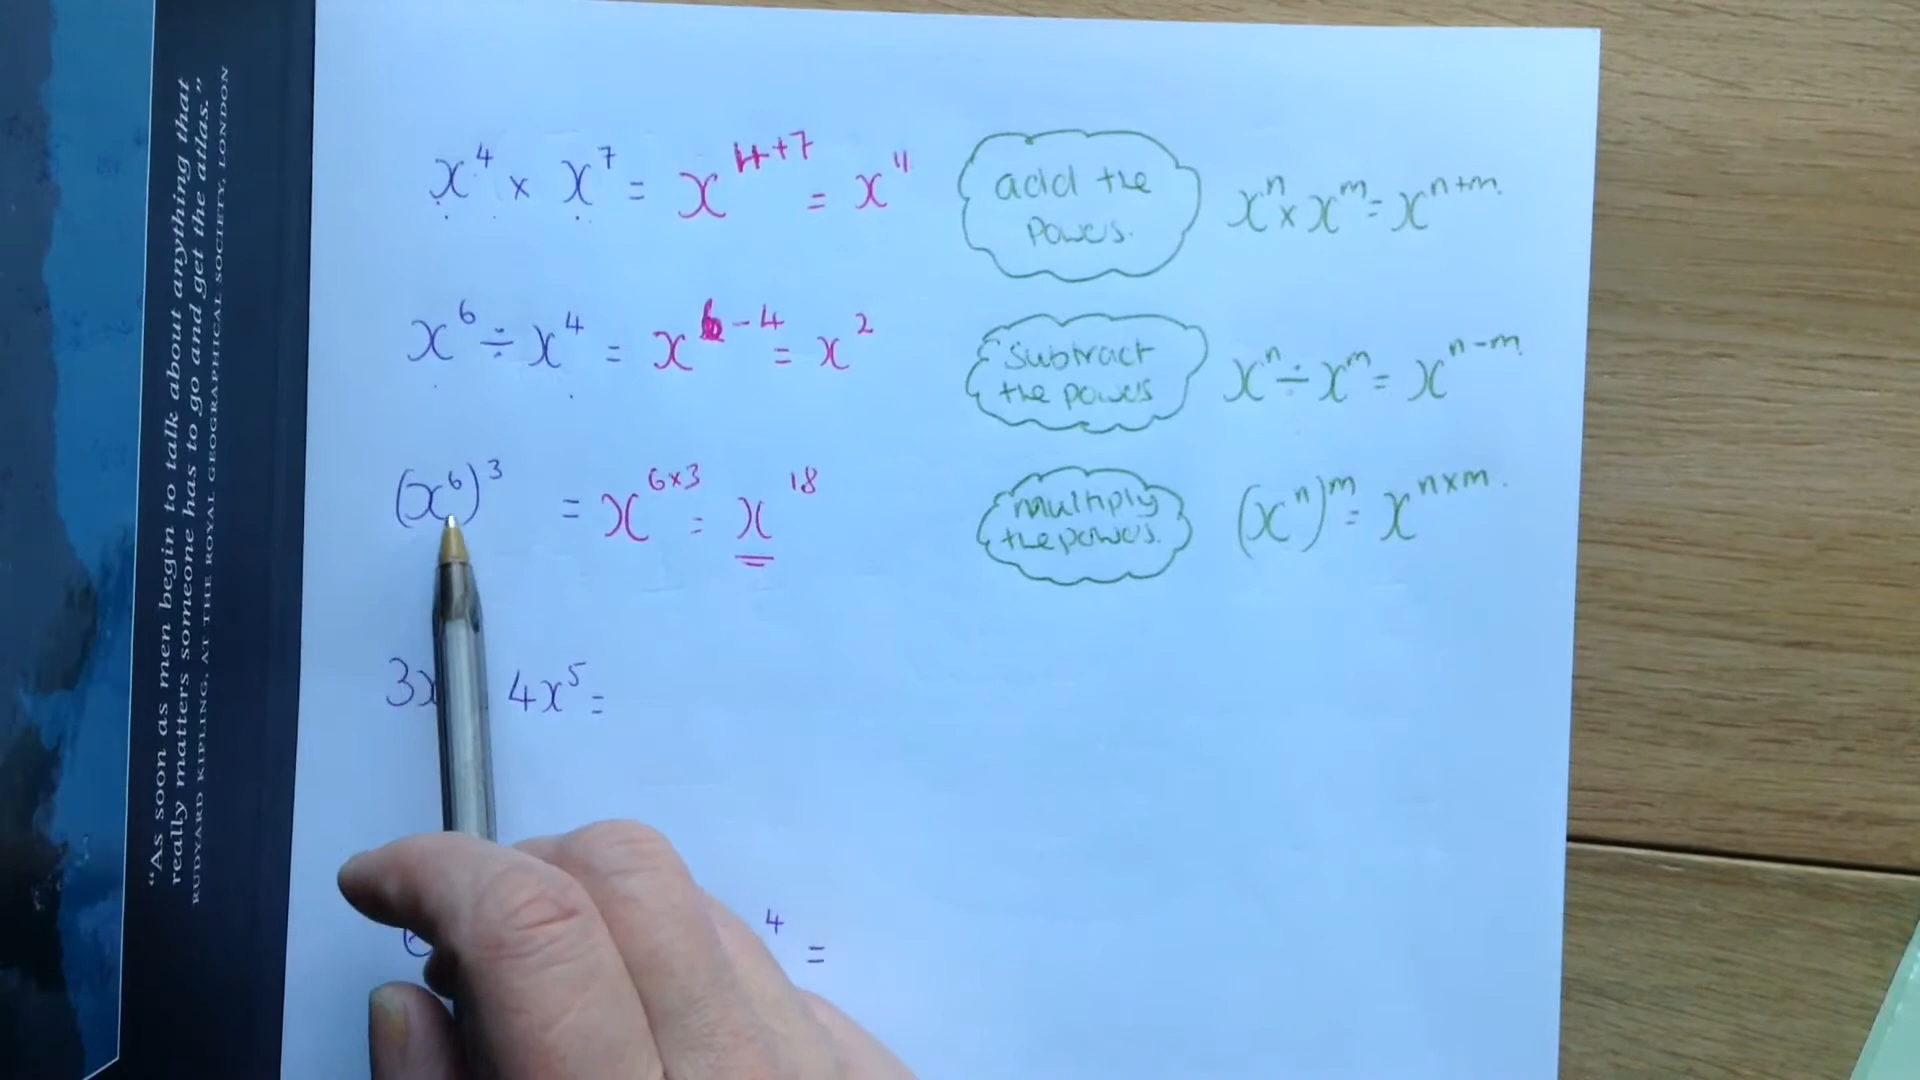 "As soon as men begin to talk about anything that
really matters someone has to go and get the atlas."
RUDYARD KIPLING, AT THE ROYAL GEOGRAPHICAL SOCIETY, LONDON
x⁴ × x⁷ = x⁴⁺⁷ = x¹¹
add the
powers.
xⁿ × xᵐ = xⁿ⁺ᵐ.
x⁶ ÷ x⁴ = x⁶⁻⁴ = x²
Subtract
the powers
xⁿ ÷ xᵐ = xⁿ⁻ᵐ.
(x⁶)³ = x⁶ˣ³ = x¹⁸
multiply
the powers.
(xⁿ)ᵐ = xⁿˣᵐ.
3x 4x⁵ =
⁴ =